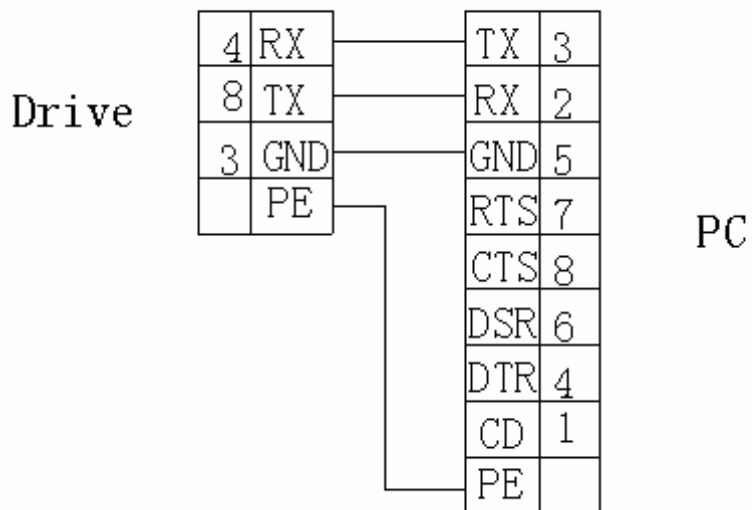 4 RX TX 3
8 TX RX 2
Drive
3 GND GND 5
PE RTS 7
PC
CTS 8
DSR 6
DTR 4
CD 1
PE